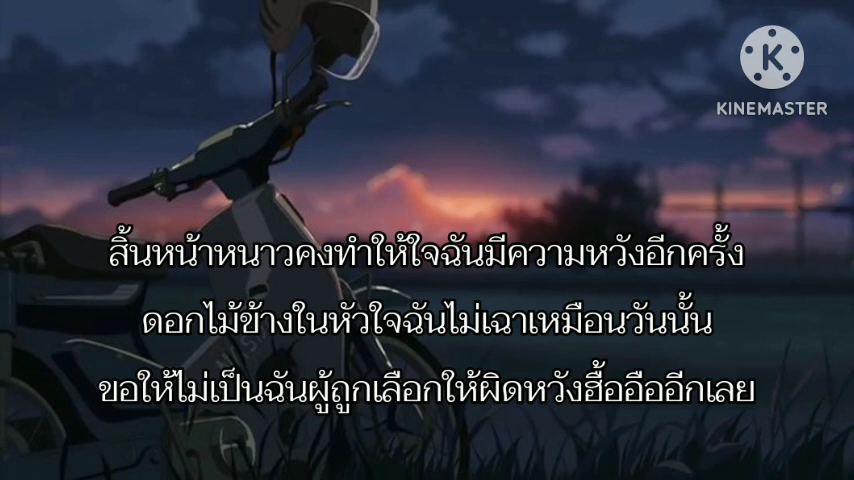 KINEMASTER
สิ้นหน้าหนาวคงทำให้ใจฉันมีความหวังอีกครั้ง
ดอกไม้ข้างในหัวใจฉันไม่เฉาเหมือนวันนั้น
ขอให้ไม่เป็นฉันผู้ถูกเลือกให้ผิดหวังฮื้ออืออีกเลย